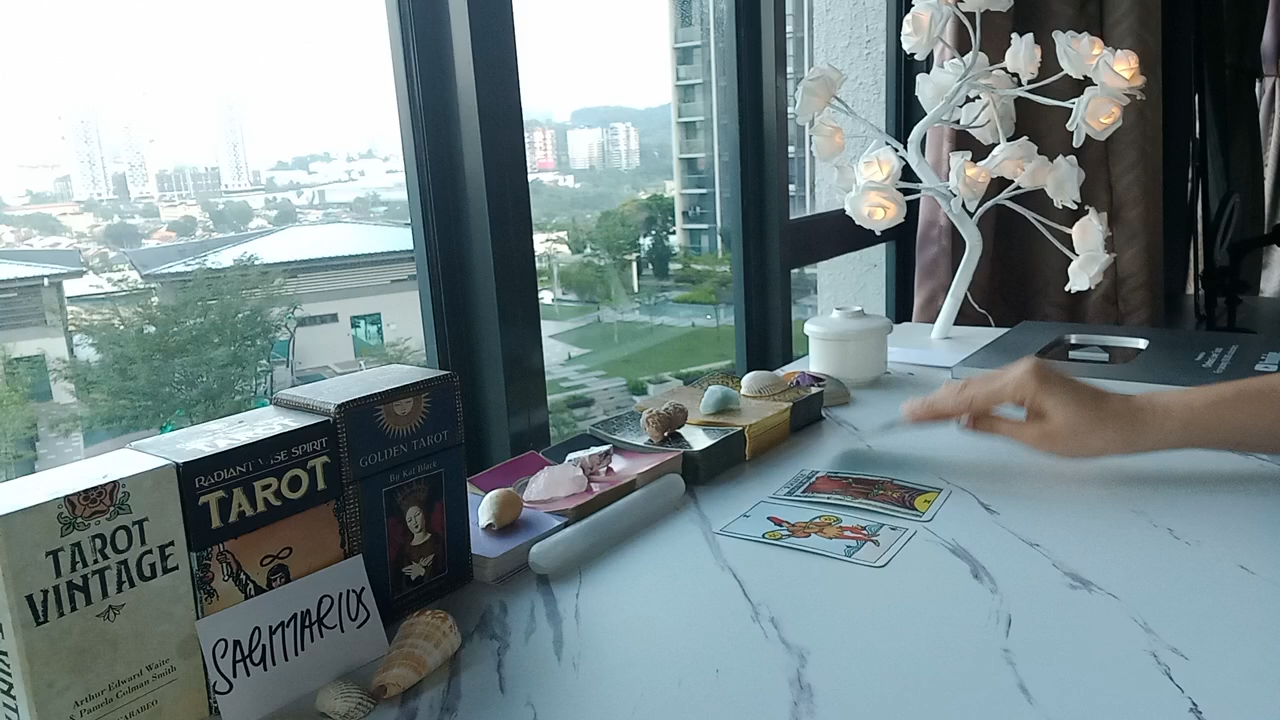 TAROT
VINTAGE
Arthur Edward Waite
& Pamela Colman Smith
RADIANT WISE SPIRIT
TAROT
GOLDEN TAROT
By Kat Black
SAGITTARIUS